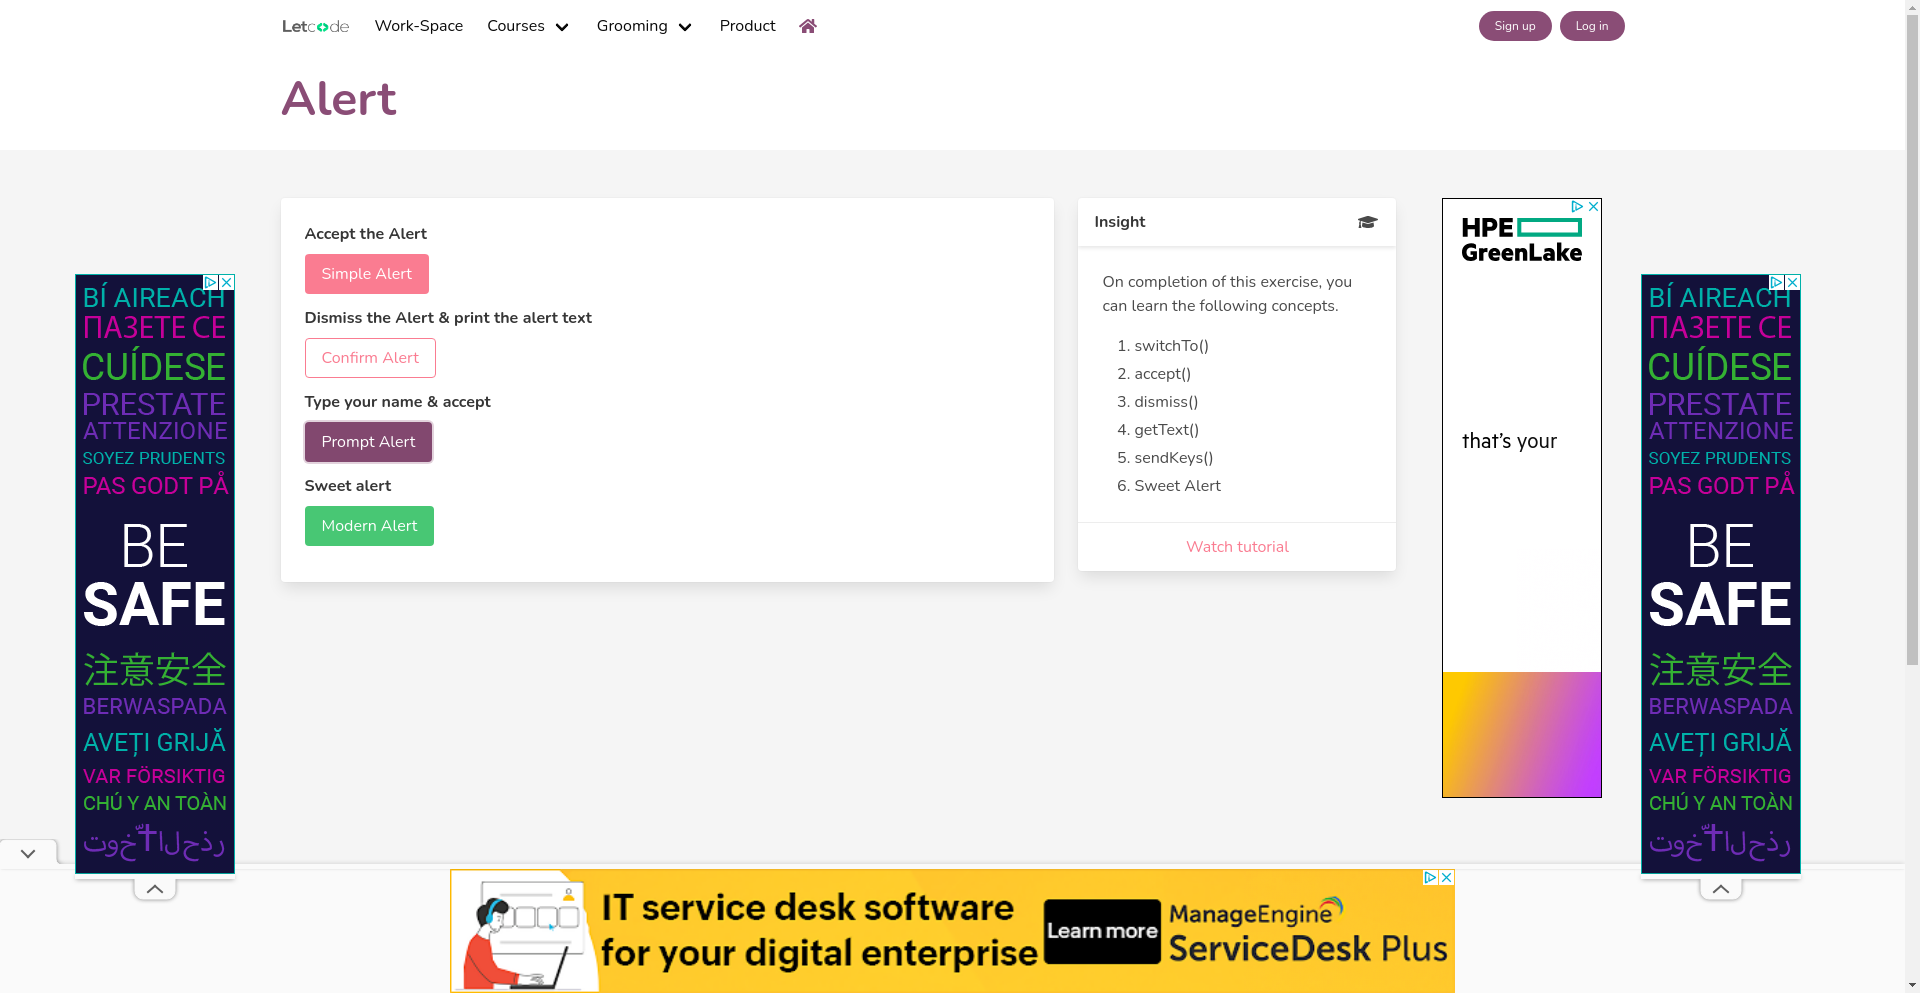 Letcode
Work-Space
Courses
Grooming
Product
Sign up
Log in
Alert
Accept the Alert
Simple Alert
Dismiss the Alert & print the alert text
Confirm Alert
Type your name & accept
Prompt Alert
Sweet alert
Modern Alert
Insight
On completion of this exercise, you
can learn the following concepts.
1. switchTo()
2. accept()
3. dismiss()
4. getText()
5. sendKeys()
6. Sweet Alert
Watch tutorial
HPE
GreenLake
that's your
BÍ AIREACH
ПАЗЕТЕ СЕ
CUÍDESE
PRESTATE
ATTENZIONE
SOYEZ PRUDENTS
PAS GODT PÅ
BE
SAFE
注意安全
BERWASPADA
AVEȚI GRIJĂ
VAR FÖRSIKTIG
CHÚ Ý AN TOÀN
BÍ AIREACH
ПАЗЕТЕ СЕ
CUÍDESE
PRESTATE
ATTENZIONE
SOYEZ PRUDENTS
PAS GODT PÅ
BE
SAFE
注意安全
BERWASPADA
AVEȚI GRIJĂ
VAR FÖRSIKTIG
CHÚ Ý AN TOÀN
IT service desk software
for your digital enterprise
Learn more
ManageEngine
ServiceDesk Plus